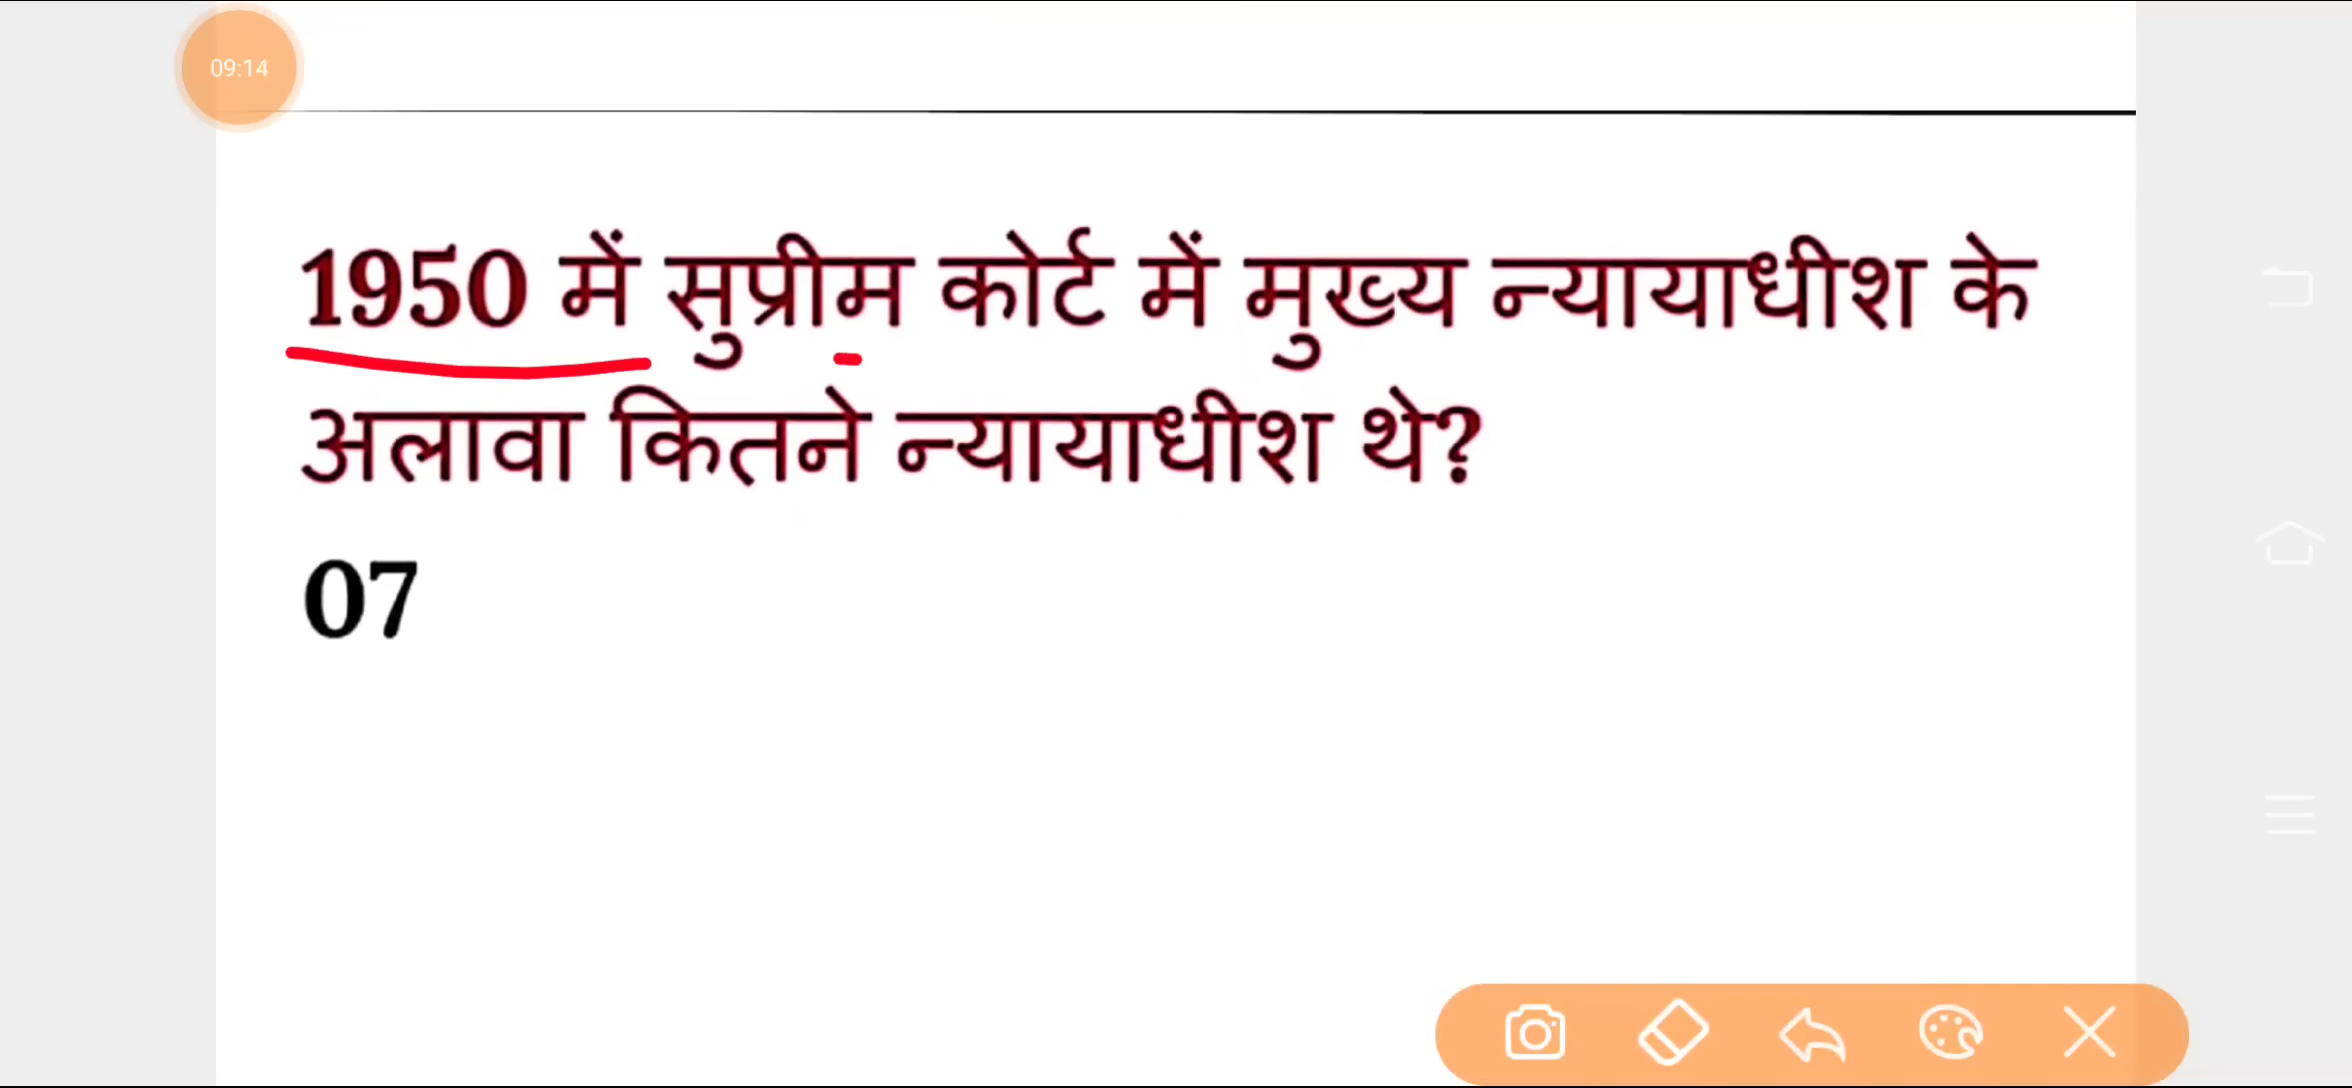 09:14
1950 में सुप्रीम कोर्ट में मुख्य न्यायाधीश के
अलावा कितने न्यायाधीश थे?
07